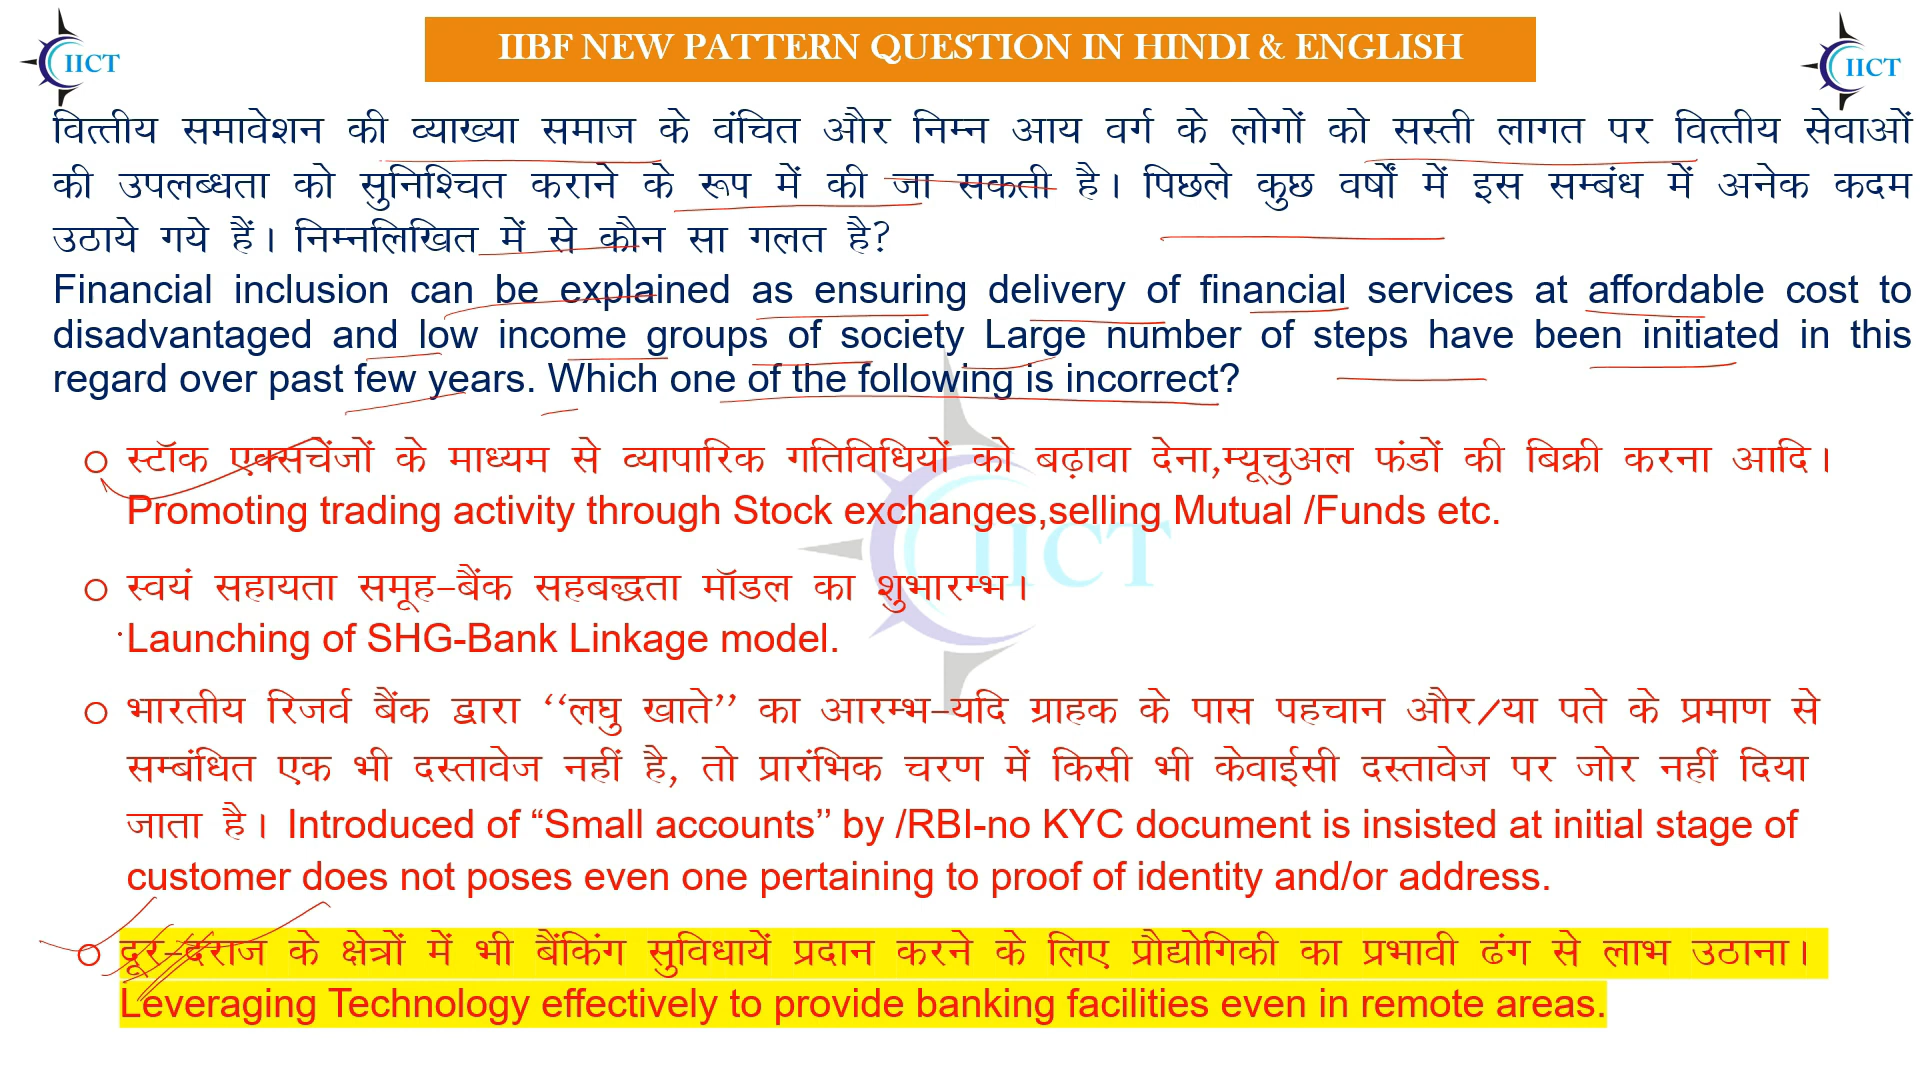 IICT
IIBF NEW PATTERN QUESTION IN HINDI & ENGLISH
IICT
वित्तीय समावेशन की व्याख्या समाज के वंचित और निम्न आय वर्ग के लोगों को सस्ती लागत पर वित्तीय सेवाओं
की उपलब्धता को सुनिश्चित कराने के रूप में की जा सकती है। पिछले कुछ वर्षों में इस सम्बंध में अनेक कदम
उठाये गये हैं। निम्नलिखित में से कौन सा गलत है?
Financial inclusion can be explained as ensuring delivery of financial services at affordable cost to
disadvantaged and low income groups of society Large number of steps have been initiated in this
regard over past few years. Which one of the following is incorrect?
स्टॉक एक्सचेंजों के माध्यम से व्यापारिक गतिविधियों को बढ़ावा देना,म्यूचुअल फंडों की बिक्री करना आदि।
Promoting trading activity through Stock exchanges,selling Mutual /Funds etc.
IICT
स्वयं सहायता समूह-बैंक सहबद्धता मॉडल का शुभारम्भ।
Launching of SHG-Bank Linkage model.
भारतीय रिजर्व बैंक द्वारा ‘‘लघु खाते’’ का आरम्भ-यदि ग्राहक के पास पहचान और/या पते के प्रमाण से
सम्बंधित एक भी दस्तावेज नहीं है, तो प्रारंभिक चरण में किसी भी केवाईसी दस्तावेज पर जोर नहीं दिया
जाता है। Introduced of “Small accounts’’ by /RBI-no KYC document is insisted at initial stage of
customer does not poses even one pertaining to proof of identity and/or address.
दूर-दराज के क्षेत्रों में भी बैंकिंग सुविधायें प्रदान करने के लिए प्रौद्योगिकी का प्रभावी ढंग से लाभ उठाना।
Leveraging Technology effectively to provide banking facilities even in remote areas.